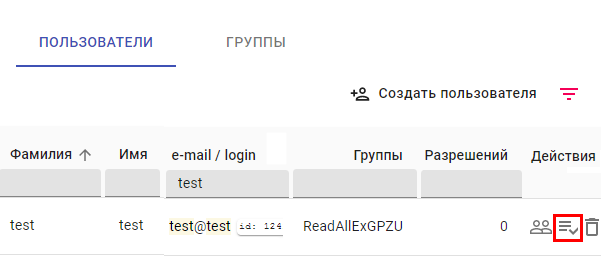 ПОЛЬЗОВАТЕЛИ ГРУППЫ
Создать пользователя
Фамилия Имя e-mail / login Группы Разрешений Действия
test
test test test@test id: 124 ReadAllExGPZU 0